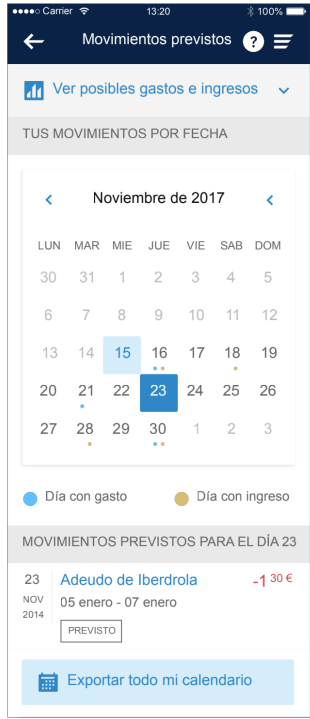 Carrier 13:20 100%
Movimientos previstos ?
Ver posibles gastos e ingresos
TUS MOVIMIENTOS POR FECHA
Noviembre de 2017
LUN MAR MIE JUE VIE SAB DOM
30 31 1 2 3 4 5
6 7 8 9 10 11 12
13 14 15 16 17 18 19
20 21 22 23 24 25 26
27 28 29 30 1 2 3
Día con gasto Día con ingreso
MOVIMIENTOS PREVISTOS PARA EL DÍA 23
23 Adeudo de Iberdrola -1 30 €
NOV 05 enero - 07 enero
2014
PREVISTO
Exportar todo mi calendario